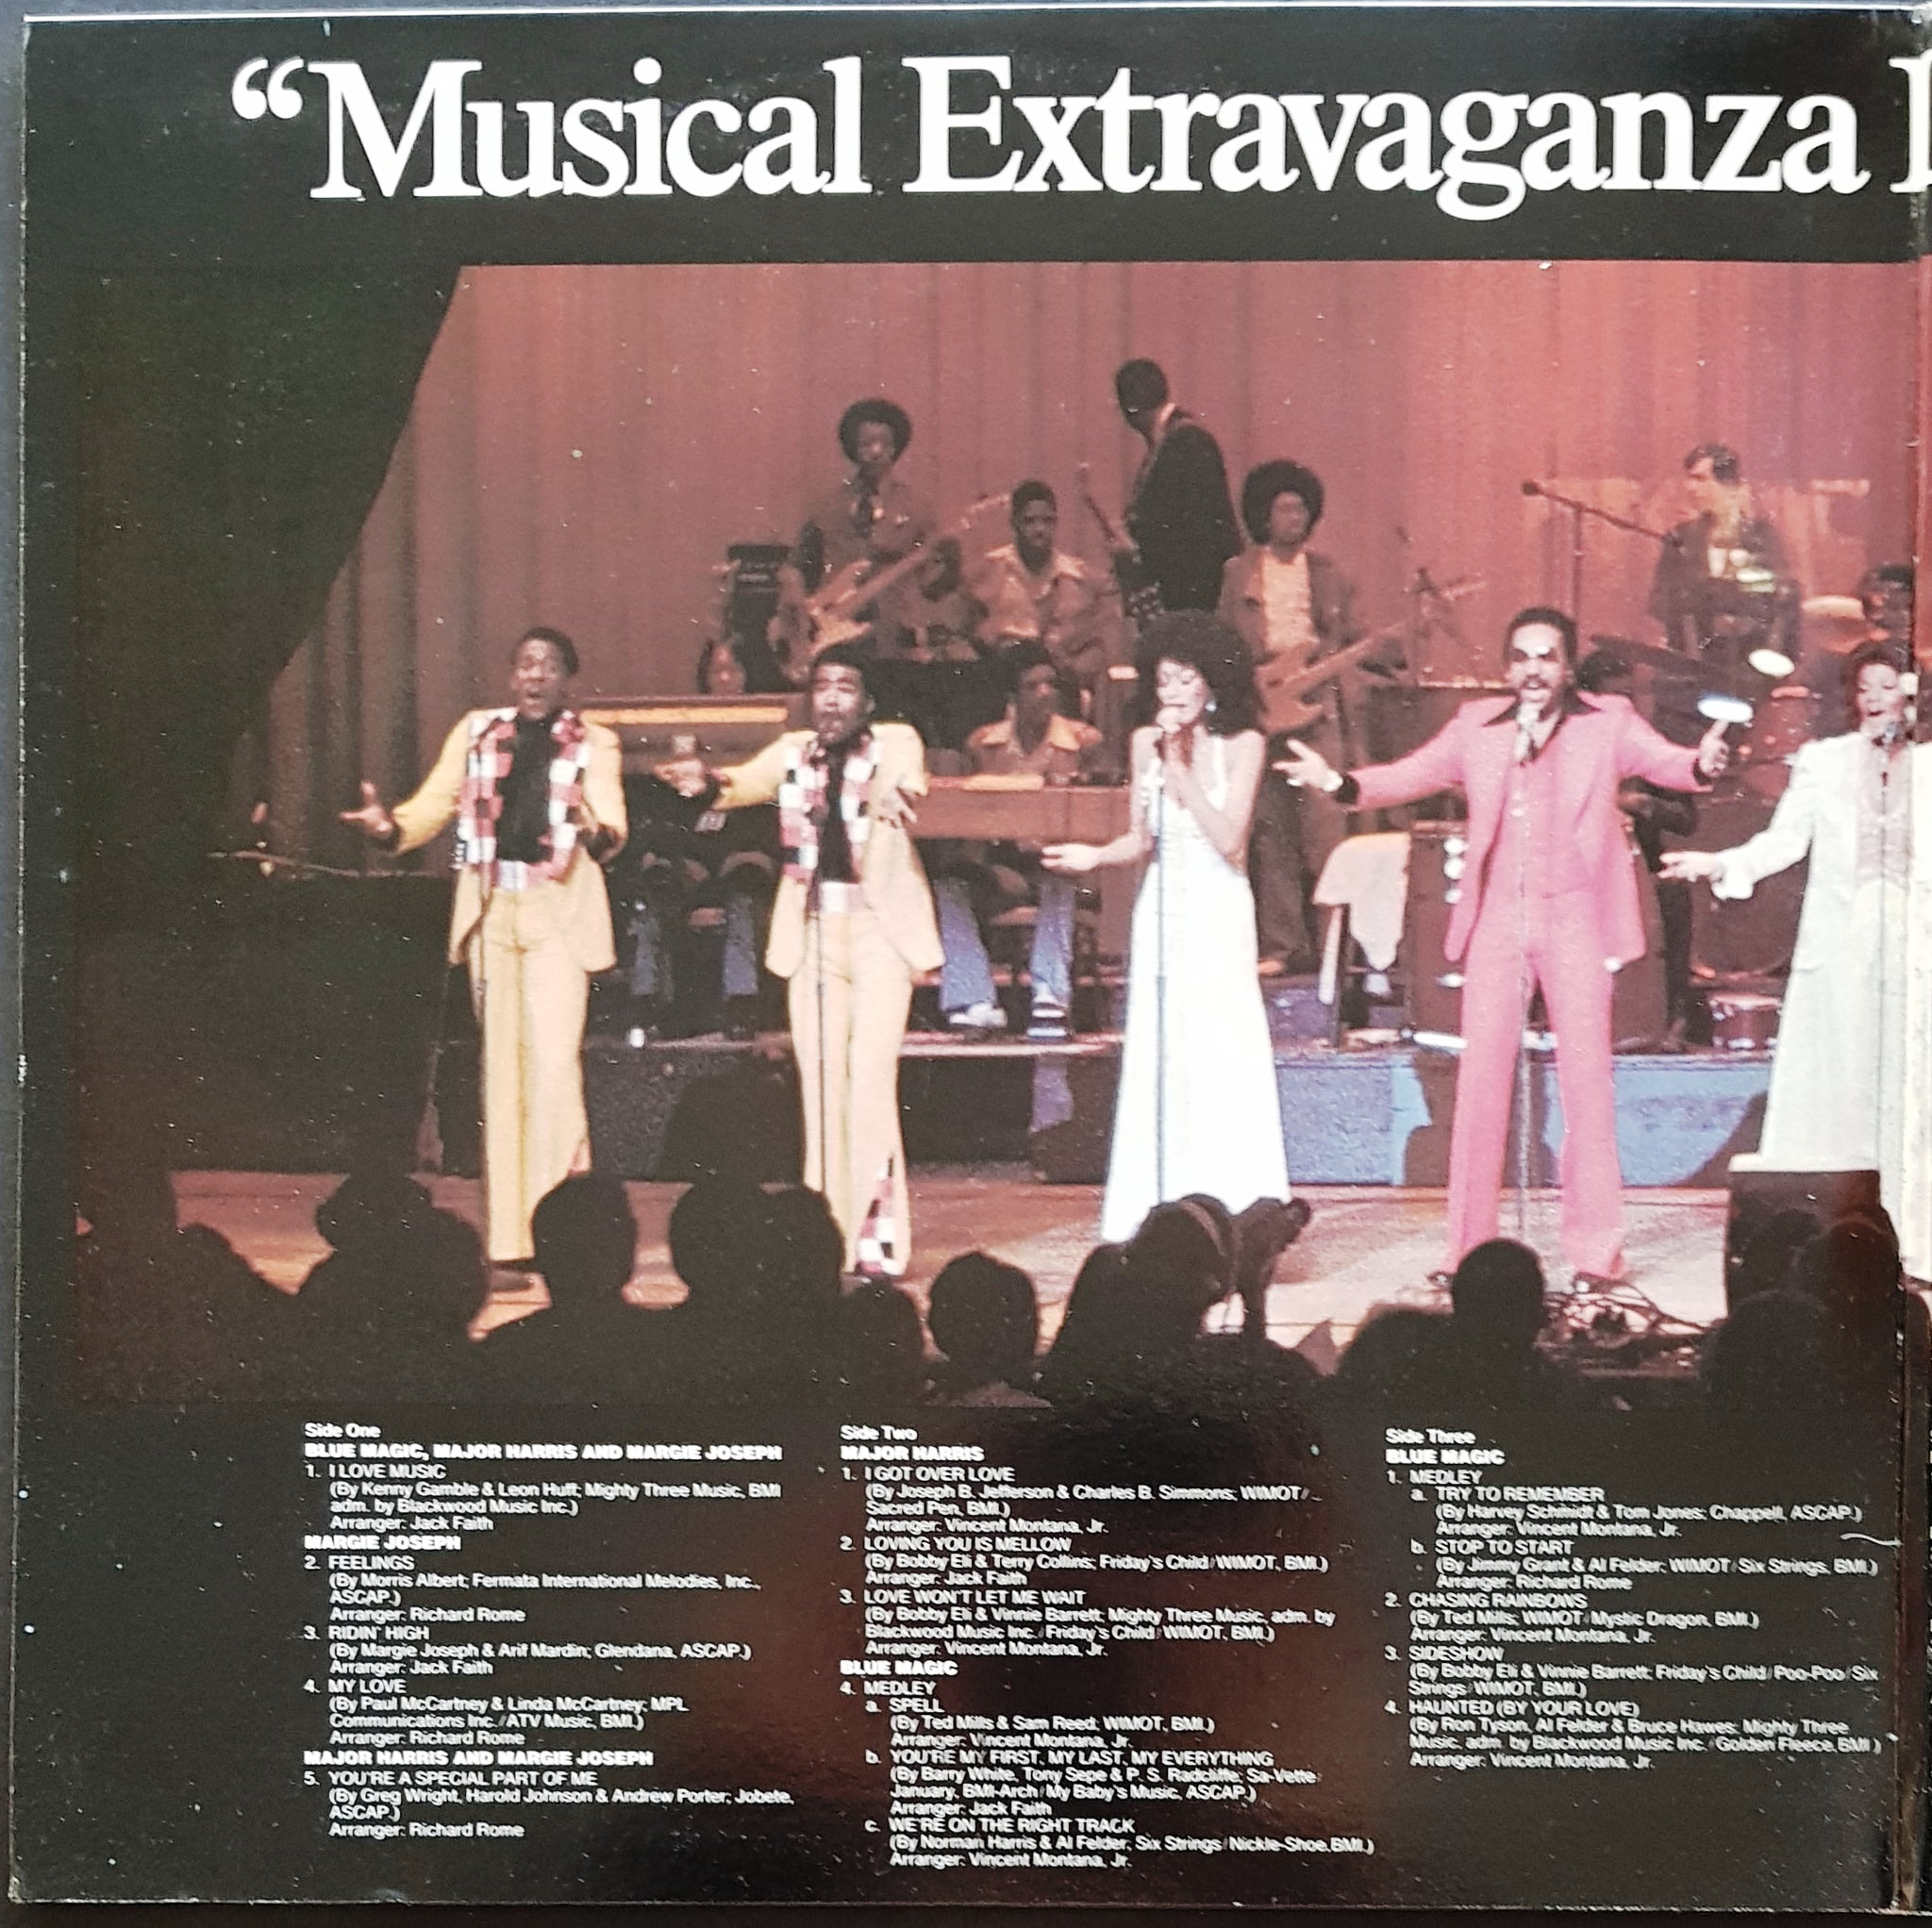 “Musical Extravaganza
Side One
BLUE MAGIC, MAJOR HARRIS AND MARGIE JOSEPH
1. I LOVE MUSIC
(By Kenny Gamble & Leon Huff; Mighty Three Music, BMI
adm. by Blackwood Music Inc.)
Arranger: Jack Faith
MARGIE JOSEPH
2. FEELINGS
(By Morris Albert; Fermata International Melodies, Inc.,
ASCAP.)
Arranger: Richard Rome
3. RIDIN' HIGH
(By Margie Joseph & Arif Mardin; Glendana, ASCAP.)
Arranger: Jack Faith
4. MY LOVE
(By Paul McCartney & Linda McCartney; MPL
Communications Inc./ATV Music, BMI.)
Arranger: Richard Rome
MAJOR HARRIS AND MARGIE JOSEPH
5. YOU'RE A SPECIAL PART OF ME
(By Greg Wright, Harold Johnson & Andrew Porter; Jobete,
ASCAP.)
Arranger: Richard Rome
Side Two
MAJOR HARRIS
1. I GOT OVER LOVE
(By Joseph B. Jefferson & Charles B. Simmons; WIMOT/
Sacred Pen, BMI.)
Arranger: Vincent Montana, Jr.
2. LOVING YOU IS MELLOW
(By Bobby Eli & Terry Collins; Friday's Child/WIMOT, BMI.)
Arranger: Jack Faith
3. LOVE WON'T LET ME WAIT
(By Bobby Eli & Vinnie Barrett; Mighty Three Music, adm. by
Blackwood Music Inc./Friday's Child/WIMOT, BMI.)
Arranger: Vincent Montana, Jr.
BLUE MAGIC
4. MEDLEY
a. SPELL
(By Ted Mills & Sam Reed; WIMOT, BMI.)
Arranger: Vincent Montana, Jr.
b. YOU'RE MY FIRST, MY LAST, MY EVERYTHING
(By Barry White, Tony Sepe & P. S. Radcliffe; Sa-Vette/
January, BMI-Arch/My Baby's Music, ASCAP.)
Arranger: Jack Faith
c. WE'RE ON THE RIGHT TRACK
(By Norman Harris & Al Felder; Six Strings/Nickle-Shoe, BMI.)
Arranger: Vincent Montana, Jr.
Side Three
BLUE MAGIC
1. MEDLEY
a. TRY TO REMEMBER
(By Harvey Schmidt & Tom Jones; Chappell, ASCAP.)
Arranger: Vincent Montana, Jr.
b. STOP TO START
(By Jimmy Grant & Al Felder; WIMOT/Six Strings, BMI.)
Arranger: Richard Rome
2. CHASING RAINBOWS
(By Ted Mills; WIMOT/Mystic Dragon, BMI.)
Arranger: Vincent Montana, Jr.
3. SIDESHOW
(By Bobby Eli & Vinnie Barrett; Friday's Child/Poo-Poo/Six
Strings/WIMOT, BMI.)
4. HAUNTED (BY YOUR LOVE)
(By Ron Tyson, Al Felder & Bruce Hawes; Mighty Three
Music, adm. by Blackwood Music Inc./Golden Fleece, BMI.)
Arranger: Vincent Montana, Jr.